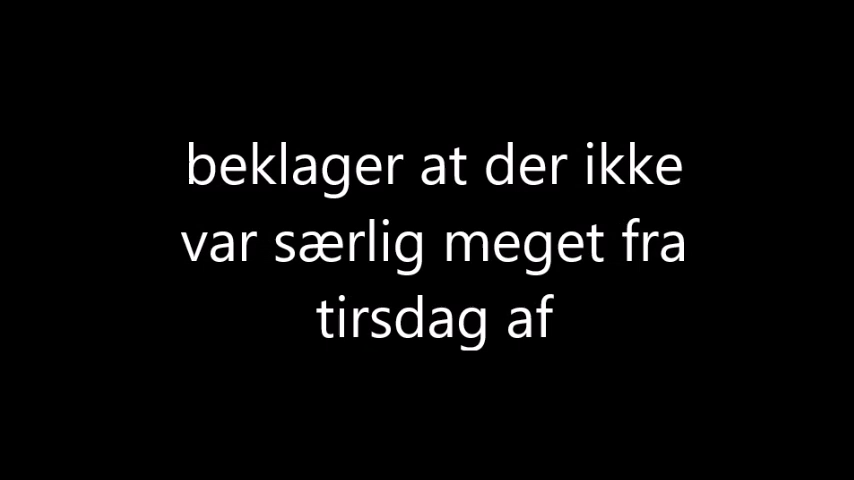 beklager at der ikke
var særlig meget fra
tirsdag af